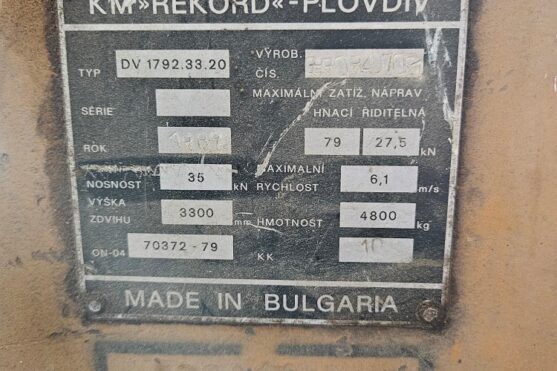 KM»REKORD«-PLOVDIV
TYP DV 1792.33.20 VÝROB. ČÍS.
SÉRIE MAXIMÁLNÍ ZATÍŽ. NÁPRAV
HNACÍ ŘIDITELNÁ
ROK 79 27,5 kN
NOSNOST 35 kN MAXIMALNÍ RYCHLOST 6,1 m/s
VÝŠKA ZDVIHU 3300 mm HMOTNOST 4800 kg
ON-04 70372-79 KK 10
MADE IN BULGARIA